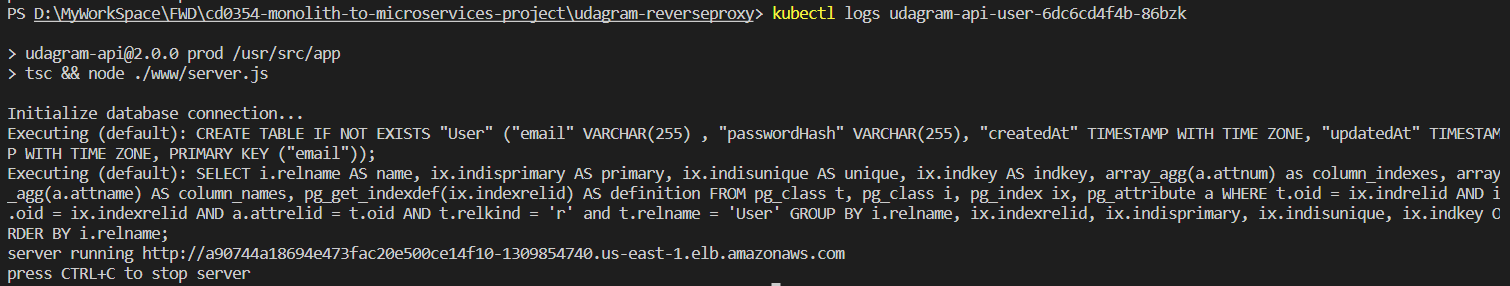 PS D:\MyWorkSpace\FWD\cd0354-monolith-to-microservices-project\udagram-reverseproxy> kubectl logs udagram-api-user-6dc6cd4f4b-86bzk
> udagram-api@2.0.0 prod /usr/src/app
> tsc && node ./www/server.js
Initialize database connection...
Executing (default): CREATE TABLE IF NOT EXISTS "User" ("email" VARCHAR(255) , "passwordHash" VARCHAR(255), "createdAt" TIMESTAMP WITH TIME ZONE, "updatedAt" TIMESTAM
P WITH TIME ZONE, PRIMARY KEY ("email"));
Executing (default): SELECT i.relname AS name, ix.indisprimary AS primary, ix.indisunique AS unique, ix.indkey AS indkey, array_agg(a.attnum) as column_indexes, array
_agg(a.attname) AS column_names, pg_get_indexdef(ix.indexrelid) AS definition FROM pg_class t, pg_class i, pg_index ix, pg_attribute a WHERE t.oid = ix.indrelid AND i
.oid = ix.indexrelid AND a.attrelid = t.oid AND t.relkind = 'r' and t.relname = 'User' GROUP BY i.relname, ix.indexrelid, ix.indisprimary, ix.indisunique, ix.indkey O
RDER BY i.relname;
server running http://a90744a18694e473fac20e500ce14f10-1309854740.us-east-1.elb.amazonaws.com
press CTRL+C to stop server